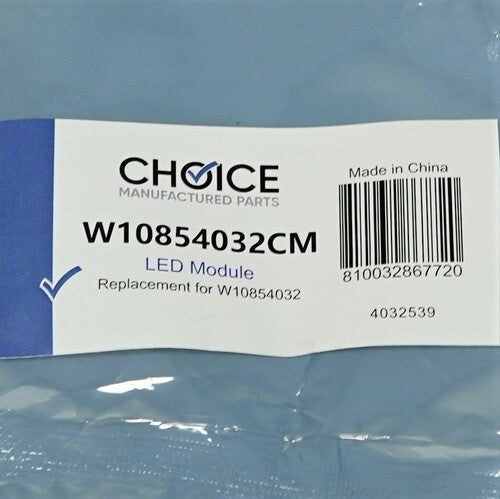 CHOICE
MANUFACTURED PARTS
W10854032CM
LED Module
Replacement for W10854032
Made in China
810032867720
4032539